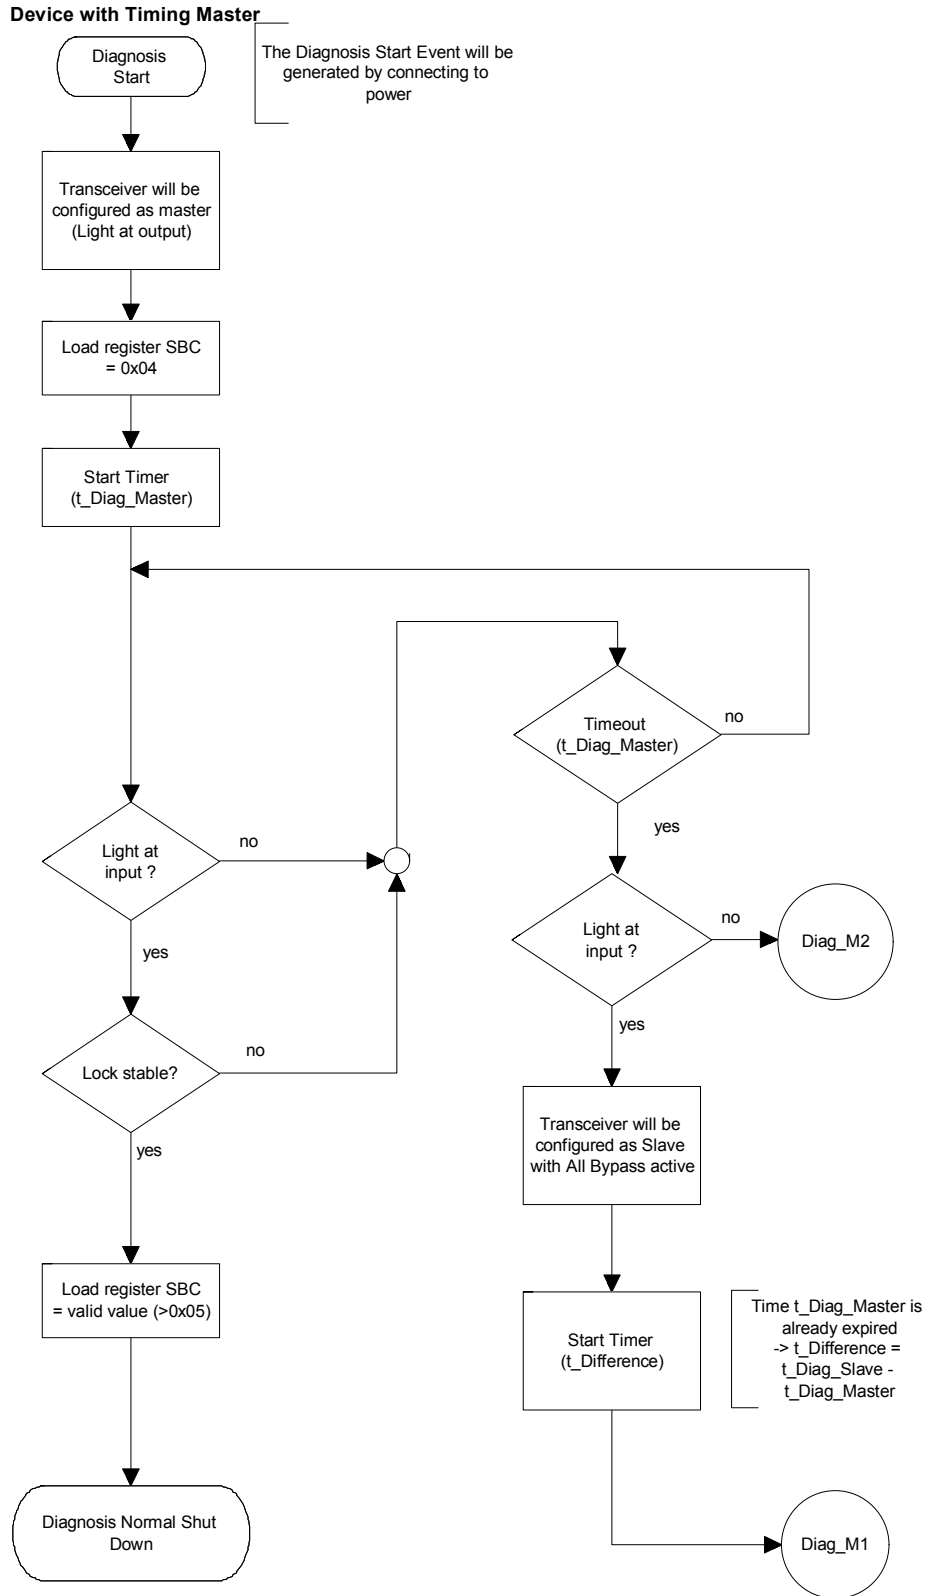 Device with Timing Master
Diagnosis
Start
The Diagnosis Start Event will be
generated by connecting to
power
Transceiver will be
configured as master
(Light at output)
Load register SBC
= 0x04
Start Timer
(t_Diag_Master)
Timeout
(t_Diag_Master)
no
yes
Light at
input ?
no
yes
Light at
input ?
no
Diag_M2
yes
Lock stable?
no
yes
Transceiver will be
configured as Slave
with All Bypass active
Load register SBC
= valid value (>0x05)
Start Timer
(t_Difference)
Time t_Diag_Master is
already expired
-> t_Difference =
t_Diag_Slave -
t_Diag_Master
Diagnosis Normal Shut
Down
Diag_M1